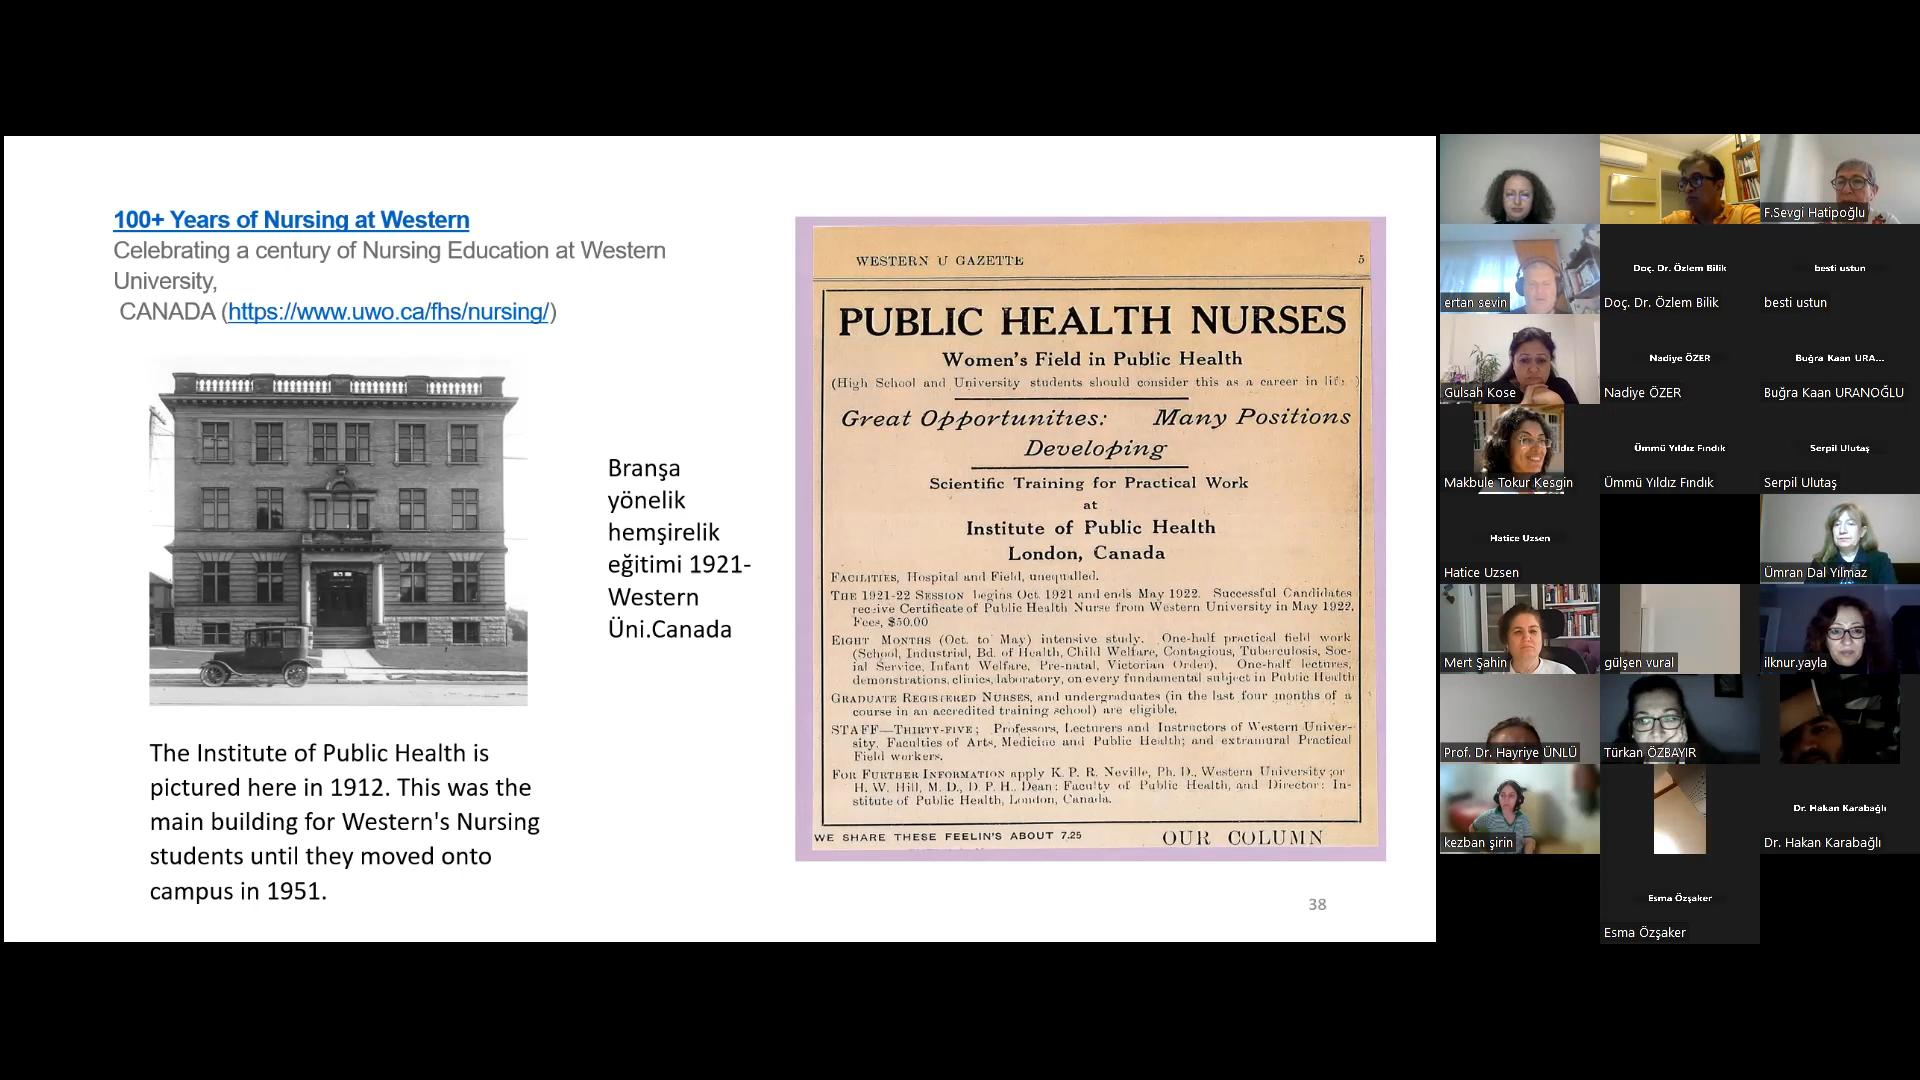 100+ Years of Nursing at Western
Celebrating a century of Nursing Education at Western
University,
CANADA (https://www.uwo.ca/fhs/nursing/)
Branşa
yönelik
hemşirelik
eğitimi 1921-
Western
Üni.Canada
The Institute of Public Health is
pictured here in 1912. This was the
main building for Western's Nursing
students until they moved onto
campus in 1951.
WESTERN U GAZETTE 5
PUBLIC HEALTH NURSES
Women's Field in Public Health
(High School and University students should consider this as a career in life.)
Great Opportunities: Many Positions
Developing
Scientific Training for Practical Work
at
Institute of Public Health
London, Canada
FACILITIES, Hospital and Field, unequalled.
THE 1921-22 SESSION begins Oct. 1921 and ends May 1922. Successful Candidates
receive Certificate of Public Health Nurse from Western University in May 1922.
Fees, $50.00
EIGHT MONTHS (Oct. to May) intensive study. One-half practical field work
(School, Industrial, Bd. of Health, Child Welfare, Contagious, Tuberculosis, Soc-
ial Service, Infant Welfare, Pre-natal, Victorian Order). One-half lectures,
demonstrations, clinics, laboratory, on every fundamental subject in Public Health
GRADUATE REGISTERED NURSES, and undergraduates (in the last four months of a
course in an accredited training school) are eligible.
STAFF—THIRTY-FIVE; Professors, Lecturers and Instructors of Western Univer-
sity, Faculties of Arts, Medicine and Public Health; and extramural Practical
Field workers.
FOR FURTHER INFORMATION apply K. P. R. Neville, Ph. D., Western University; or
H. W. Hill, M. D., D. P. H., Dean: Faculty of Public Health, and Director: In-
stitute of Public Health, London, Canada.
WE SHARE THESE FEELIN'S ABOUT 7.25 OUR COLUMN
38
F.Sevgi Hatipoğlu
ertan sevin
Doç. Dr. Özlem Bilik
Doç. Dr. Özlem Bilik
besti ustun
besti ustun
Gulsah Kose
Nadiye ÖZER
Nadiye ÖZER
Buğra Kaan URA...
Buğra Kaan URANOĞLU
Makbule Tokur Kesgin
Ümmü Yıldız Fındık
Ümmü Yıldız Fındık
Serpil Ulutaş
Serpil Ulutaş
Hatice Uzsen
Hatice Uzsen
Ümran Dal Yılmaz
Mert Şahin
gülşen vural
ilknur.yayla
Prof. Dr. Hayriye ÜNLÜ
Türkan ÖZBAYIR
kezban şirin
Dr. Hakan Karabağlı
Dr. Hakan Karabağlı
Esma Özşaker
Esma Özşaker